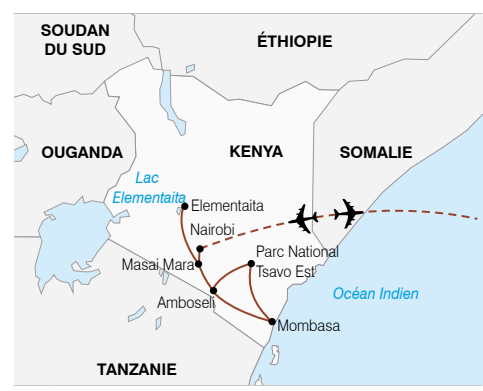 SOUDAN
DU SUD
ÉTHIOPIE
OUGANDA
KENYA
SOMALIE
Lac
Elementaita
Elementaita
Nairobi
Masai Mara
Parc National
Tsavo Est
Amboseli
Océan Indien
Mombasa
TANZANIE